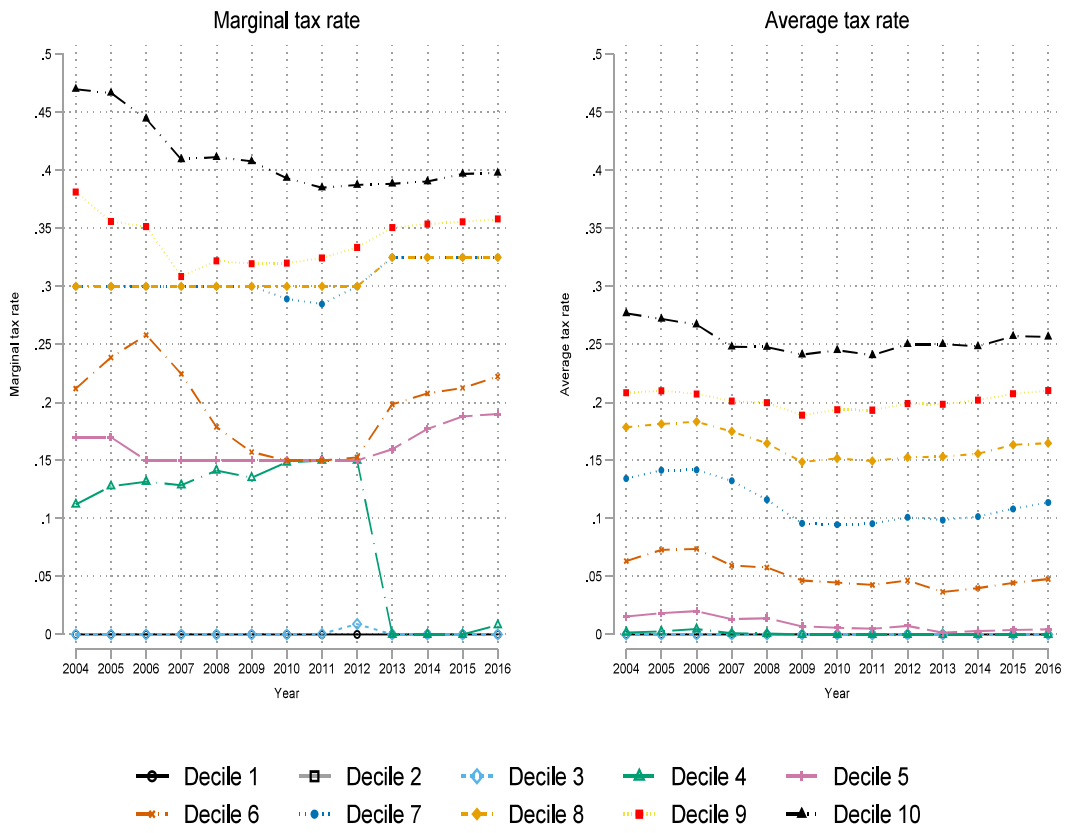 Marginal tax rate
Average tax rate
.5
.45
.4
.35
.3
.25
.2
.15
.1
.05
0
Marginal tax rate
2004 2005 2006 2007 2008 2009 2010 2011 2012 2013 2014 2015 2016
Year
.5
.45
.4
.35
.3
.25
.2
.15
.1
.05
0
Average tax rate
2004 2005 2006 2007 2008 2009 2010 2011 2012 2013 2014 2015 2016
Year
Decile 1 Decile 2 Decile 3 Decile 4 Decile 5
Decile 6 Decile 7 Decile 8 Decile 9 Decile 10